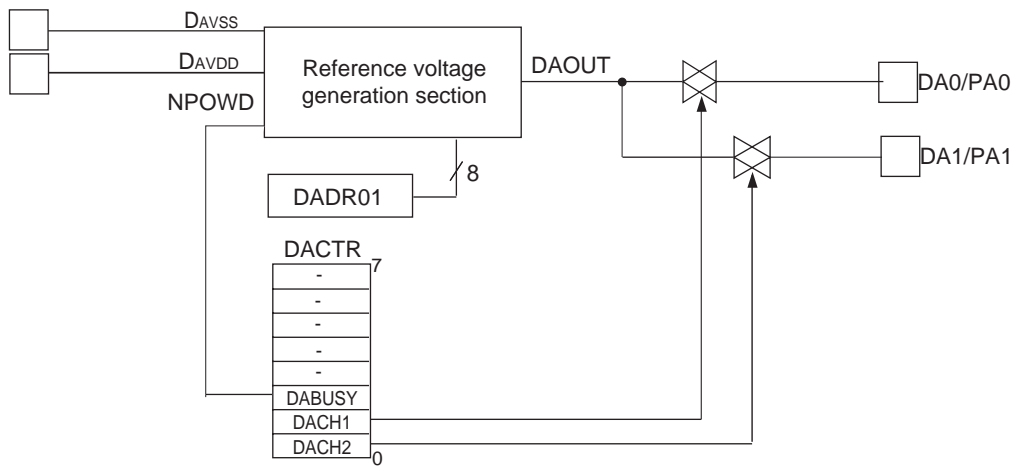 DAVSS
DAVDD
NPOWD
Reference voltage
generation section
DAOUT
DA0/PA0
DA1/PA1
8
DADR01
DACTR
7
-
-
-
-
-
DABUSY
DACH1
DACH2
0